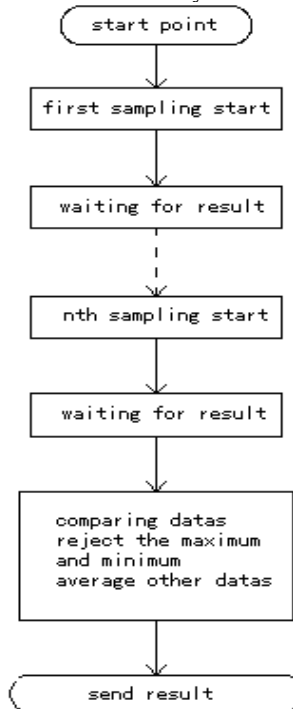 start point
first sampling start
waiting for result
nth sampling start
waiting for result
comparing datas
reject the maximum
and minimum
average other datas
send result